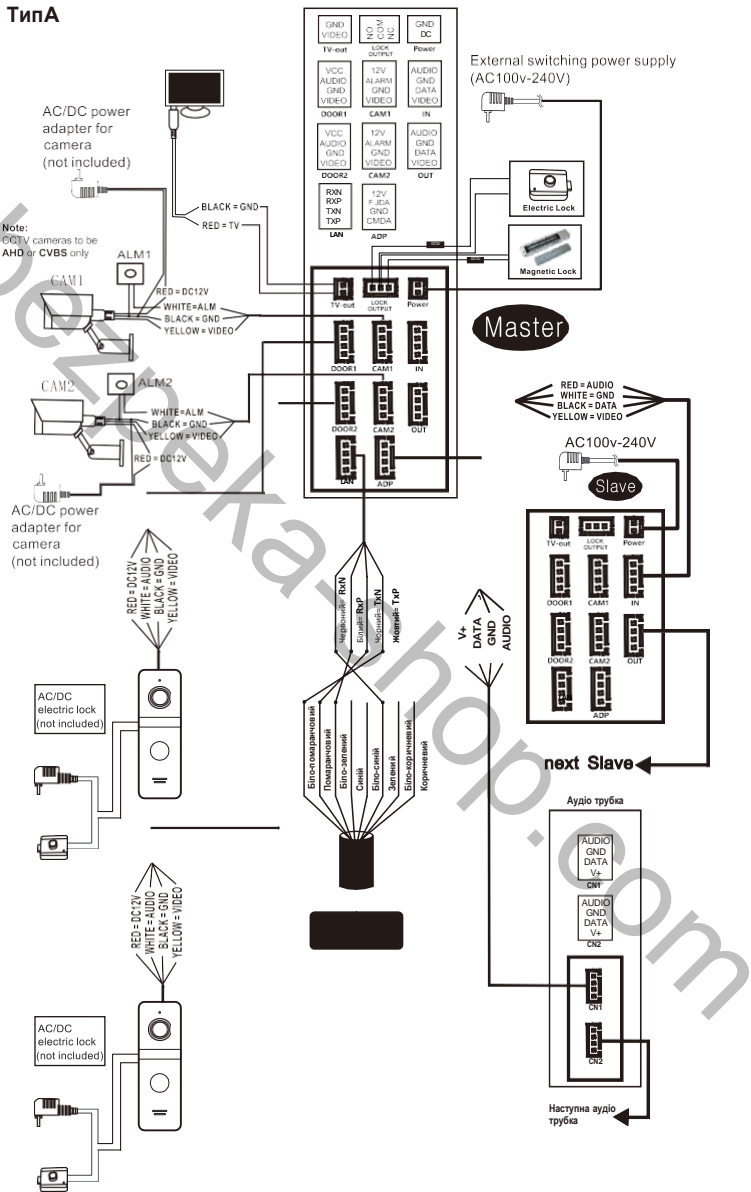 ТипА
GND
VIDEO
TV-out
NO
COM
NC
LOCK
OUTPUT
GND
DC
Power
VCC
AUDIO
GND
VIDEO
DOOR1
12V
ALARM
GND
VIDEO
CAM1
AUDIO
GND
DATA
VIDEO
IN
VCC
AUDIO
GND
VIDEO
DOOR2
12V
ALARM
GND
VIDEO
CAM2
AUDIO
GND
DATA
VIDEO
OUT
RXN
RXP
TXN
TXP
LAN
12V
GND
CMDA
ADP
External switching power supply
(AC100v-240V)
AC/DC power
adapter for
camera
(not included)
BLACK = GND
RED = TV
Electric Lock
Magnetic Lock
Note:
CCTV cameras to be
AHD or CVBS only
ALM1
CAM1
RED = DC12V
WHITE=ALM
BLACK = GND
YELLOW = VIDEO
TV-out
LOCK
OUTPUT
Power
Master
DOOR1
CAM1
IN
CAM2
ALM2
WHITE=ALM
BLACK = GND
YELLOW = VIDEO
RED = DC12V
DOOR2
CAM2
OUT
LAN
ADP
RED = AUDIO
WHITE = GND
BLACK = DATA
YELLOW = VIDEO
AC100v-240V
Slave
AC/DC power
adapter for
camera
(not included)
TV-out
LOCK
OUTPUT
Power
DOOR1
CAM1
IN
DOOR2
CAM2
OUT
ADP
next Slave
RED = DC12V
WHITE = AUDIO
BLACK = GND
YELLOW = VIDEO
Червоний= RxN
Білий= RxP
Чорний= TxN
Жовтий= TxP
V+
DATA
GND
AUDIO
AC/DC
electric lock
(not included)
Біло-помаранчовий
Помаранчовий
Біло-зелений
Синій
Біло-синій
Зелений
Біло-коричневий
Коричневий
Аудіо трубка
AUDIO
GND
DATA
V+
CN1
AUDIO
GND
DATA
V+
CN2
CN1
CN2
Наступна аудіо
трубка
RED = DC12V
WHITE = AUDIO
BLACK = GND
YELLOW = VIDEO
AC/DC
electric lock
(not included)
bezpeka-shop.com